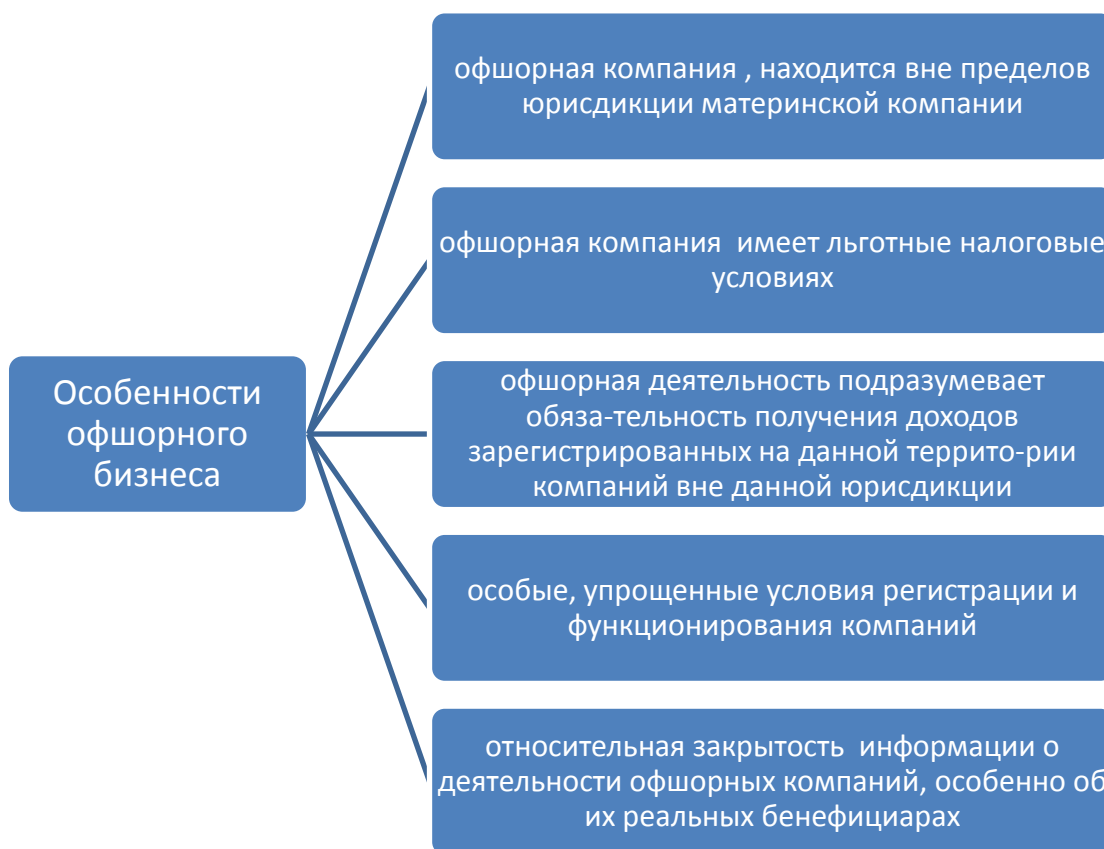 офшорная компания , находится вне пределов
юрисдикции материнской компании
офшорная компания  имеет льготные налоговые
условиях
Особенности
офшорного
бизнеса
офшорная деятельность подразумевает
обяза-тельность получения доходов
зарегистрированных на данной террито-рии
компаний вне данной юрисдикции
особые, упрощенные условия регистрации и
функционирования компаний
относительная закрытость  информации о
деятельности офшорных компаний, особенно об
их реальных бенефициарах